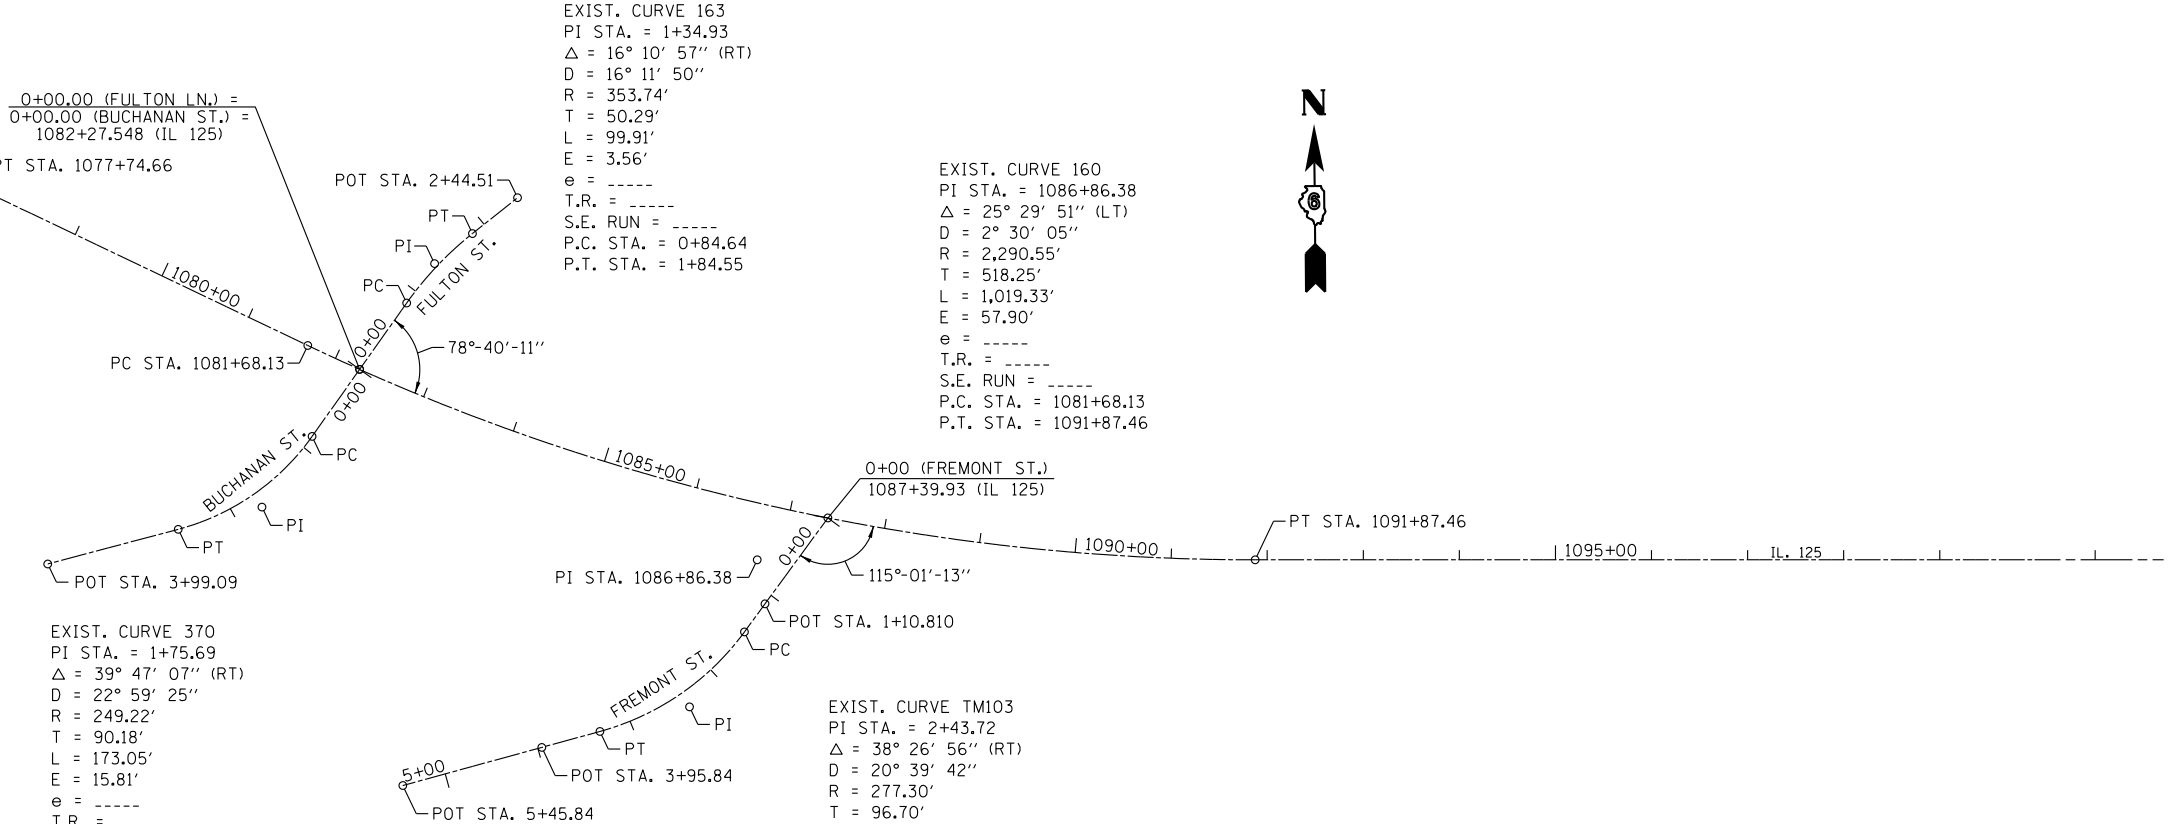 EXIST. CURVE 163
PI STA. = 1+34.93
Δ = 16° 10' 57'' (RT)
D = 16° 11' 50''
R = 353.74'
T = 50.29'
L = 99.91'
E = 3.56'
e = _____
T.R. = _____
S.E. RUN = _____
P.C. STA. = 0+84.64
P.T. STA. = 1+84.55
0+00.00 (FULTON LN.) =
0+00.00 (BUCHANAN ST.) =
1082+27.548 (IL 125)
PT STA. 1077+74.66
POT STA. 2+44.51
PT
PI
PC
FULTON ST.
N
6
EXIST. CURVE 160
PI STA. = 1086+86.38
Δ = 25° 29' 51'' (LT)
D = 2° 30' 05''
R = 2,290.55'
T = 518.25'
L = 1,019.33'
E = 57.90'
e = _____
T.R. = _____
S.E. RUN = _____
P.C. STA. = 1081+68.13
P.T. STA. = 1091+87.46
1080+00
0+00
78°-40'-11''
PC STA. 1081+68.13
0+00
BUCHANAN ST.
PC
PI
PT
POT STA. 3+99.09
1085+00
0+00 (FREMONT ST.)
1087+39.93 (IL 125)
1090+00
PT STA. 1091+87.46
1095+00
IL. 125
0+00
115°-01'-13''
PI STA. 1086+86.38
POT STA. 1+10.810
PC
FREMONT ST.
PI
PT
POT STA. 3+95.84
5+00
POT STA. 5+45.84
EXIST. CURVE 370
PI STA. = 1+75.69
Δ = 39° 47' 07'' (RT)
D = 22° 59' 25''
R = 249.22'
T = 90.18'
L = 173.05'
E = 15.81'
e = _____
T.R. =
EXIST. CURVE TM103
PI STA. = 2+43.72
Δ = 38° 26' 56'' (RT)
D = 20° 39' 42''
R = 277.30'
T = 96.70'